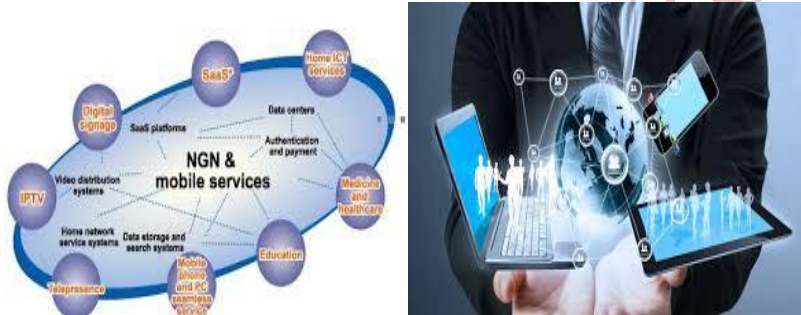 SaaS*
Home ICT
services
Digital
signage
SaaS platforms
Data centers
Authentication
and payment
NGN &
mobile services
IPTV
Video distribution
systems
Medicine
and
healthcare
Home network
service systems
Data storage and
search systems
Education
Telepresence
Mobile
phone
and PC
seamless
service